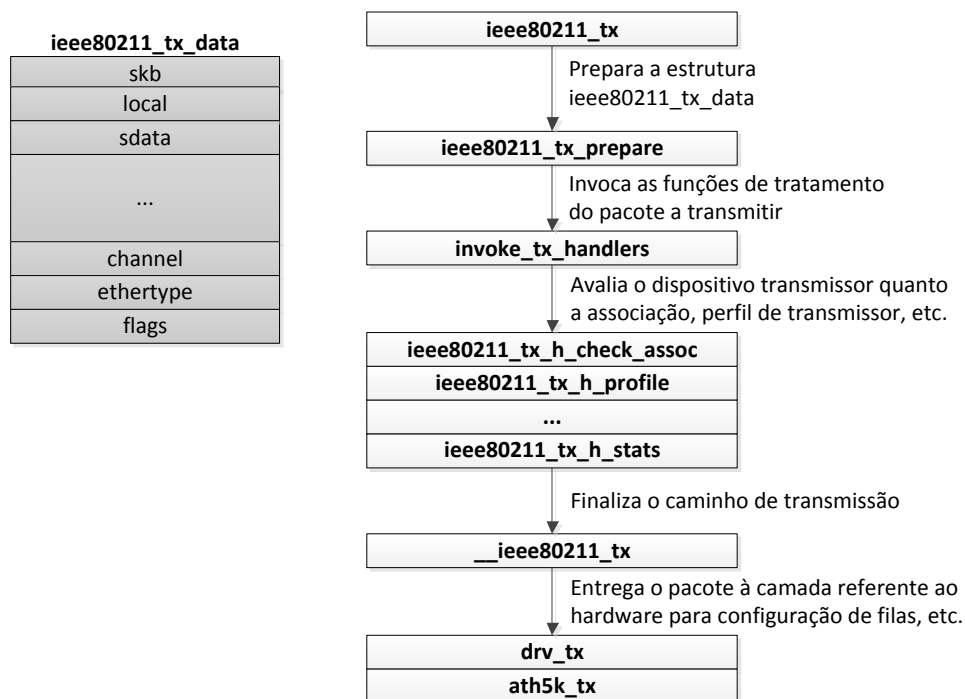 ieee80211_tx_data
skb
local
sdata
...
channel
ethertype
flags
ieee80211_tx
Prepara a estrutura
ieee80211_tx_data
ieee80211_tx_prepare
Invoca as funções de tratamento
do pacote a transmitir
invoke_tx_handlers
Avalia o dispositivo transmissor quanto
a associação, perfil de transmissor, etc.
ieee80211_tx_h_check_assoc
ieee80211_tx_h_profile
...
ieee80211_tx_h_stats
Finaliza o caminho de transmissão
__ieee80211_tx
Entrega o pacote à camada referente ao
hardware para configuração de filas, etc.
drv_tx
ath5k_tx